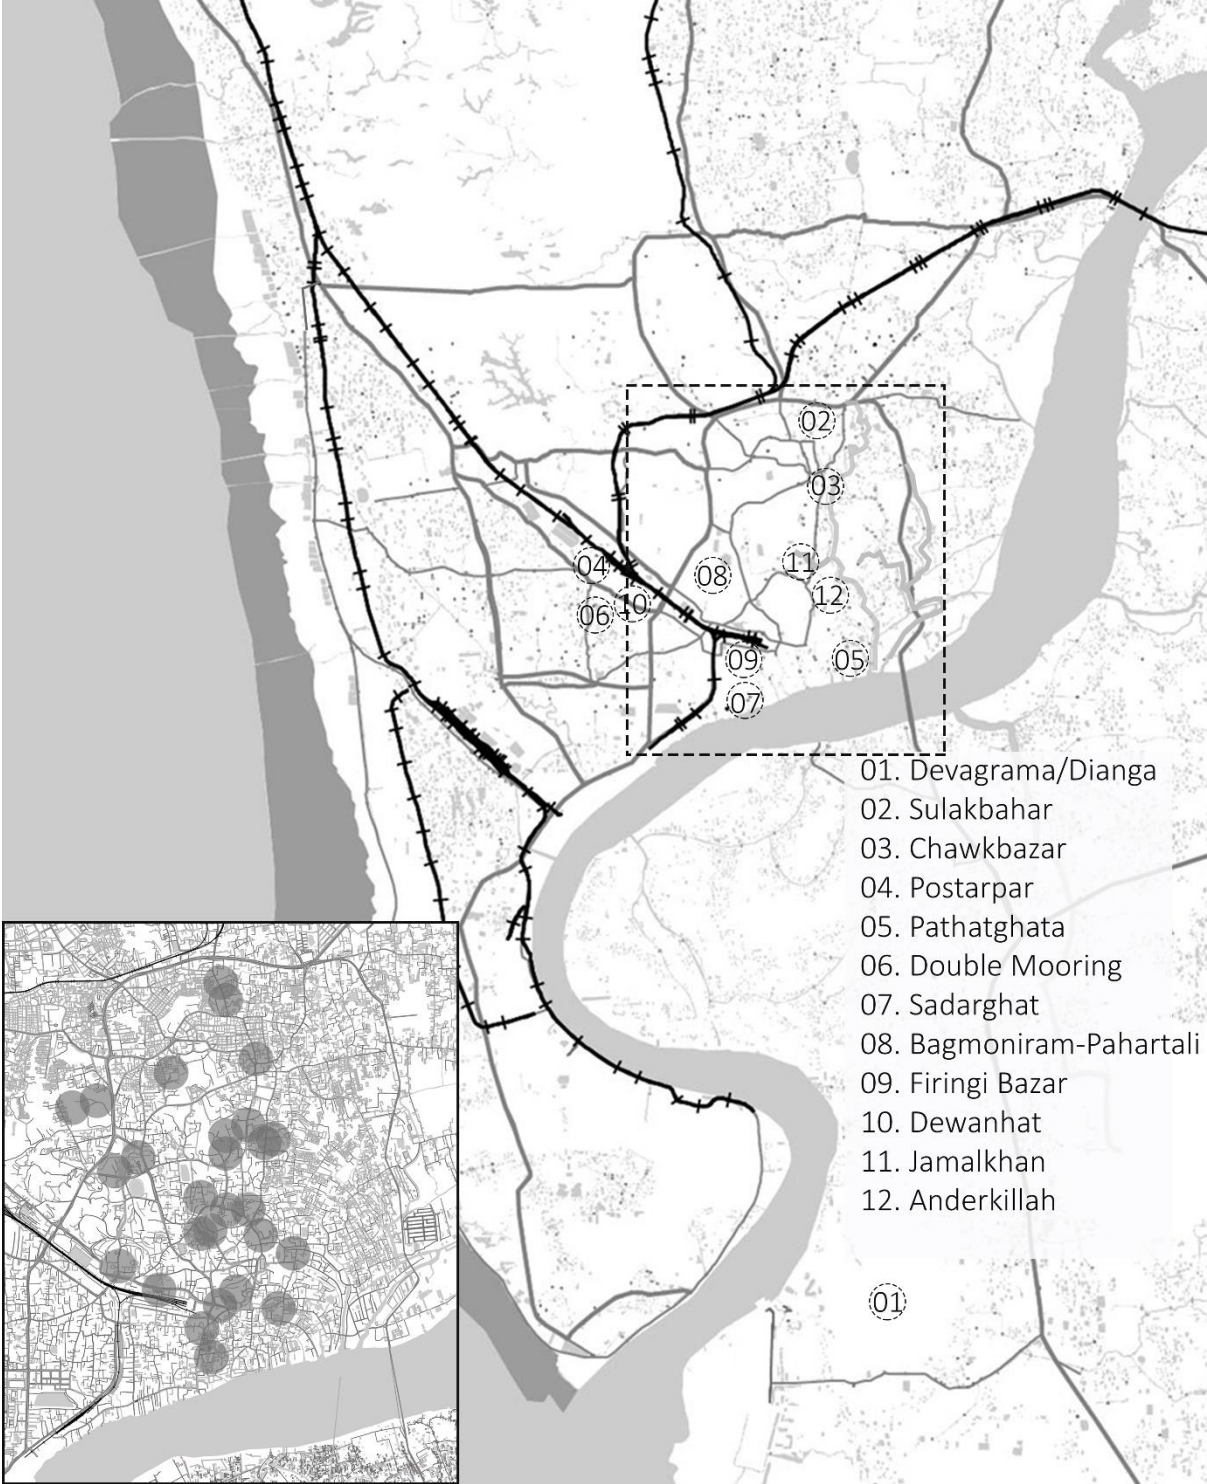 02
03
04
11
08
12
10
06
09
05
07
01. Devagrama/Dianga
02. Sulakbahar
03. Chawkbazar
04. Postarpar
05. Pathatghata
06. Double Mooring
07. Sadarghat
08. Bagmoniram-Pahartali
09. Firingi Bazar
10. Dewanhat
11. Jamalkhan
12. Anderkillah
01